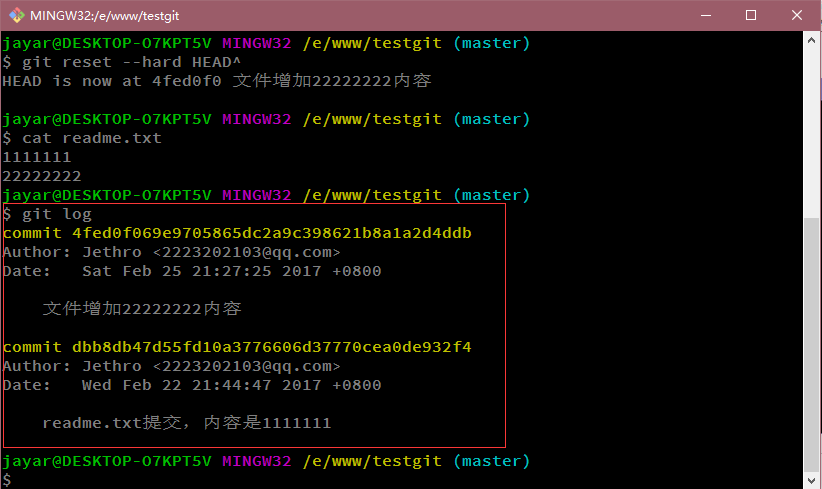 MINGW32:/e/www/testgit
jayar@DESKTOP-O7KPT5V MINGW32 /e/www/testgit (master)
$ git reset --hard HEAD^
HEAD is now at 4fed0f0 文件增加22222222内容
jayar@DESKTOP-O7KPT5V MINGW32 /e/www/testgit (master)
$ cat readme.txt
1111111
22222222
jayar@DESKTOP-O7KPT5V MINGW32 /e/www/testgit (master)
$ git log
commit 4fed0f069e9705865dc2a9c398621b8a1a2d4ddb
Author: Jethro <2223202103@qq.com>
Date:   Sat Feb 25 21:27:25 2017 +0800
文件增加22222222内容
commit dbb8db47d55fd10a3776606d37770cea0de932f4
Author: Jethro <2223202103@qq.com>
Date:   Wed Feb 22 21:44:47 2017 +0800
readme.txt提交，内容是1111111
jayar@DESKTOP-O7KPT5V MINGW32 /e/www/testgit (master)
$